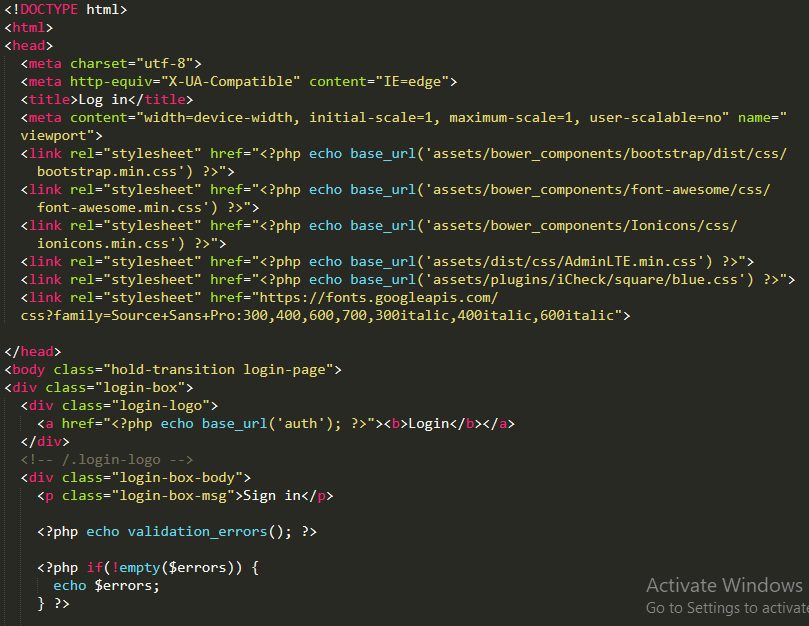 <!DOCTYPE html>
<html>
<head>
  <meta charset="utf-8">
  <meta http-equiv="X-UA-Compatible" content="IE=edge">
  <title>Log in</title>
  <meta content="width=device-width, initial-scale=1, maximum-scale=1, user-scalable=no" name="
  viewport">
  <link rel="stylesheet" href="<?php echo base_url('assets/bower_components/bootstrap/dist/css/
    bootstrap.min.css') ?>">
  <link rel="stylesheet" href="<?php echo base_url('assets/bower_components/font-awesome/css/
    font-awesome.min.css') ?>">
  <link rel="stylesheet" href="<?php echo base_url('assets/bower_components/Ionicons/css/
    ionicons.min.css') ?>">
  <link rel="stylesheet" href="<?php echo base_url('assets/dist/css/AdminLTE.min.css') ?>">
  <link rel="stylesheet" href="<?php echo base_url('assets/plugins/iCheck/square/blue.css') ?>">
  <link rel="stylesheet" href="https://fonts.googleapis.com/
  css?family=Source+Sans+Pro:300,400,600,700,300italic,400italic,600italic">

</head>
<body class="hold-transition login-page">
<div class="login-box">
  <div class="login-logo">
    <a href="<?php echo base_url('auth'); ?>"><b>Login</b></a>
  </div>
  <!-- /.login-logo -->
  <div class="login-box-body">
    <p class="login-box-msg">Sign in</p>

    <?php echo validation_errors(); ?>

    <?php if(!empty($errors)) {
      echo $errors;
    } ?>
Activate Windows
Go to Settings to activate